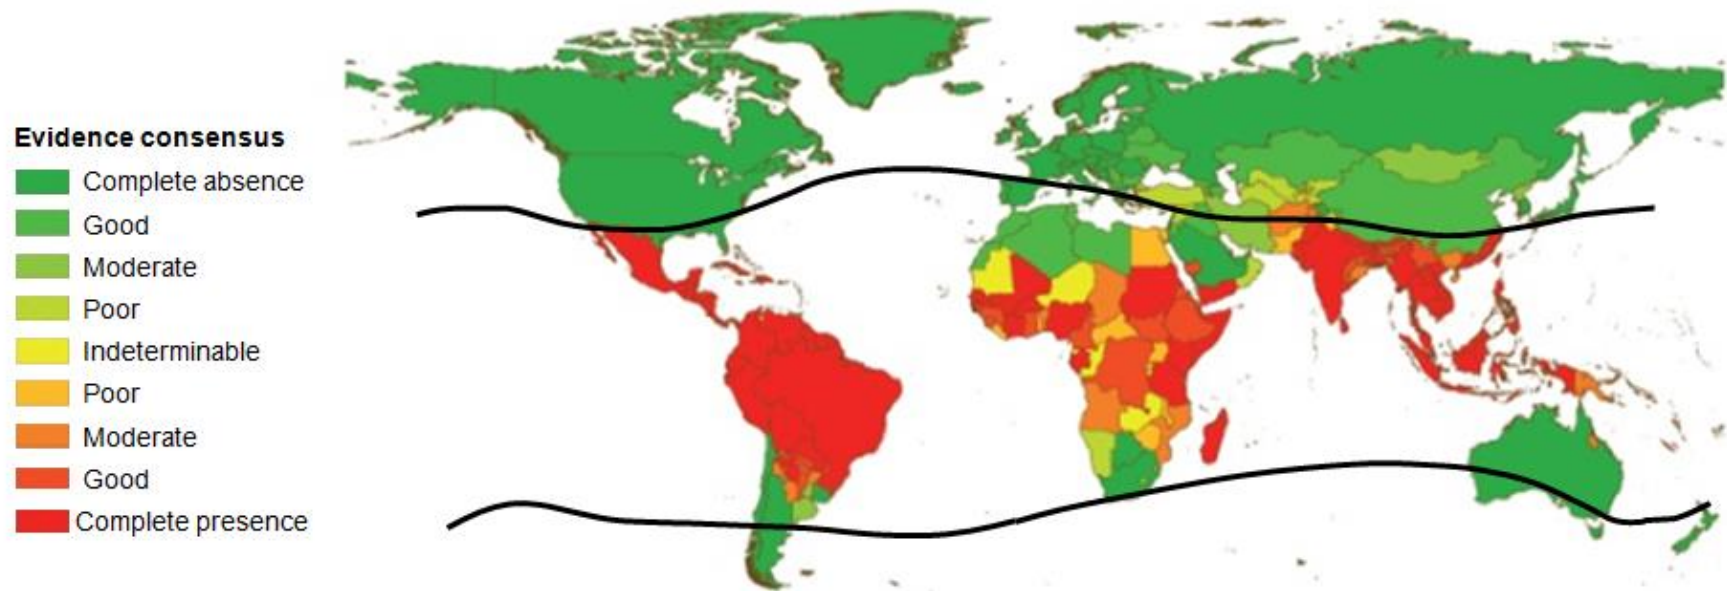 Evidence consensus
Complete absence
Good
Moderate
Poor
Indeterminable
Poor
Moderate
Good
Complete presence